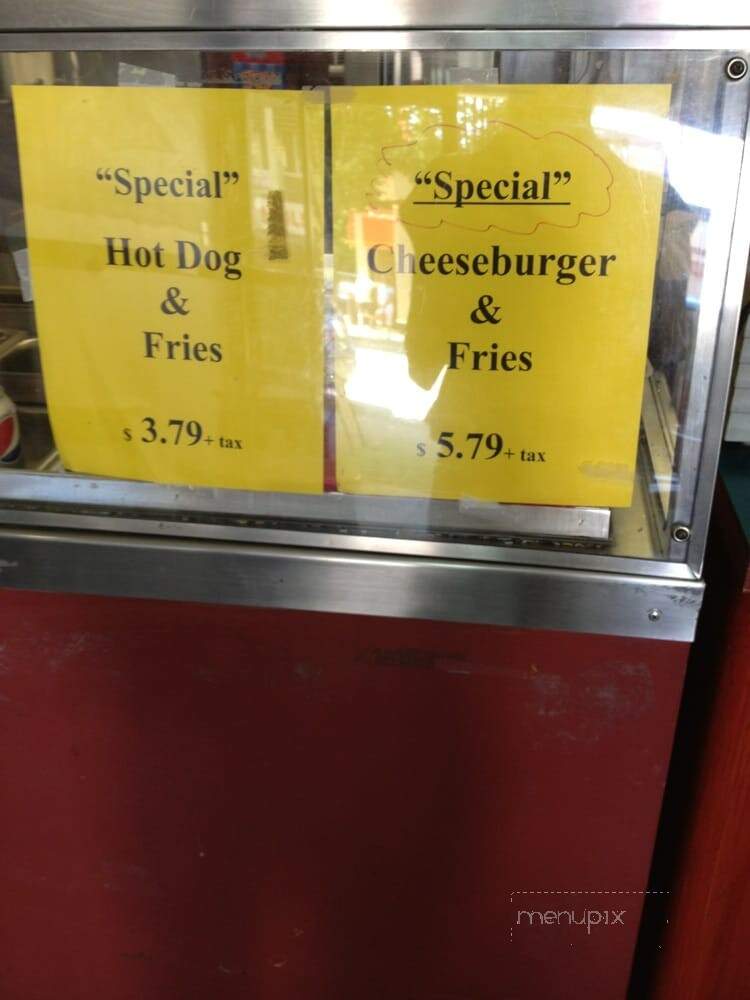 “Special”
Hot Dog
&
Fries
$ 3.79 + tax
“Special”
Cheeseburger
&
Fries
$ 5.79 + tax
menupix